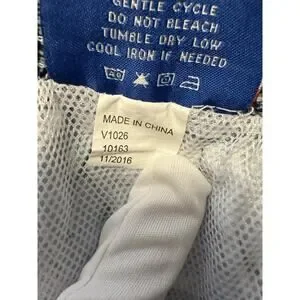 GENTLE CYCLE
DO NOT BLEACH
TUMBLE DRY LOW
COOL IRON IF NEEDED
MADE IN CHINA
V1026
10163
11/2016